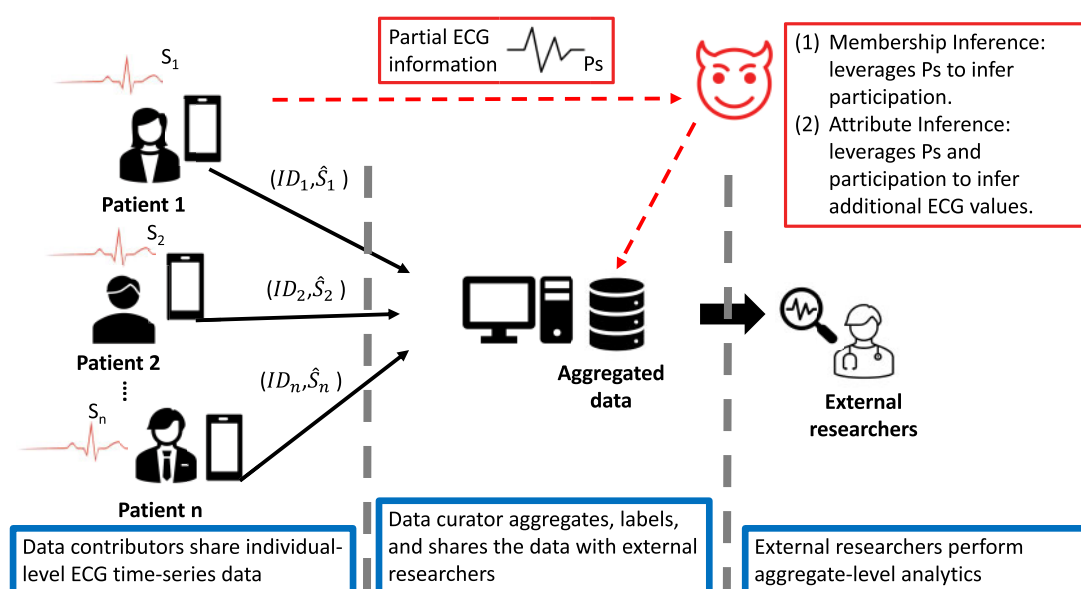 Partial ECG
information
Ps
(1) Membership Inference:
leverages Ps to infer
participation.
(2) Attribute Inference:
leverages Ps and
participation to infer
additional ECG values.
S₁
Patient 1
(ID₁,Ŝ₁ )
S₂
Patient 2
(ID₂,Ŝ₂ )
Sₙ
Patient n
(IDₙ,Ŝₙ )
Aggregated
data
External
researchers
Data contributors share individual-
level ECG time-series data
Data curator aggregates, labels,
and shares the data with external
researchers
External researchers perform
aggregate-level analytics